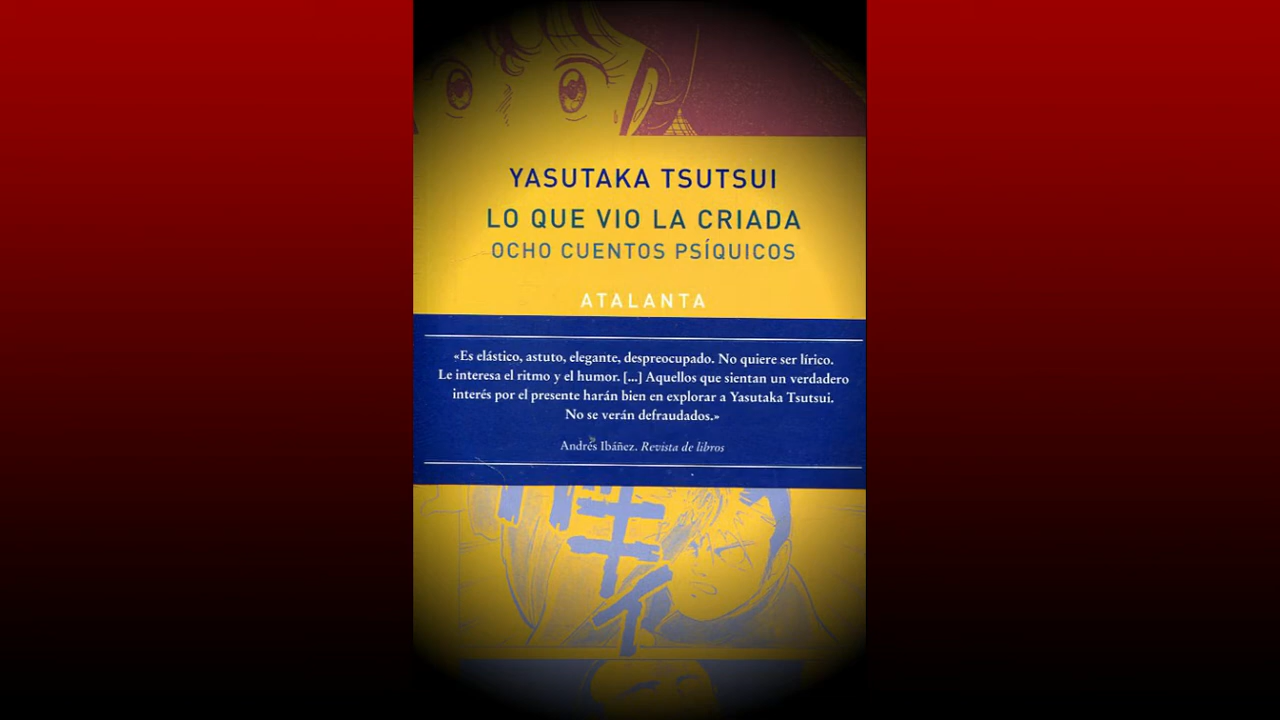 YASUTAKA TSUTSUI
LO QUE VIO LA CRIADA
OCHO CUENTOS PSÍQUICOS
ATALANTA
«Es elástico, astuto, elegante, despreocupado. No quiere ser lírico.
Le interesa el ritmo y el humor. [...] Aquellos que sientan un verdadero
interés por el presente harán bien en explorar a Yasutaka Tsutsui.
No se verán defraudados.»
Andrés Ibáñez. Revista de libros